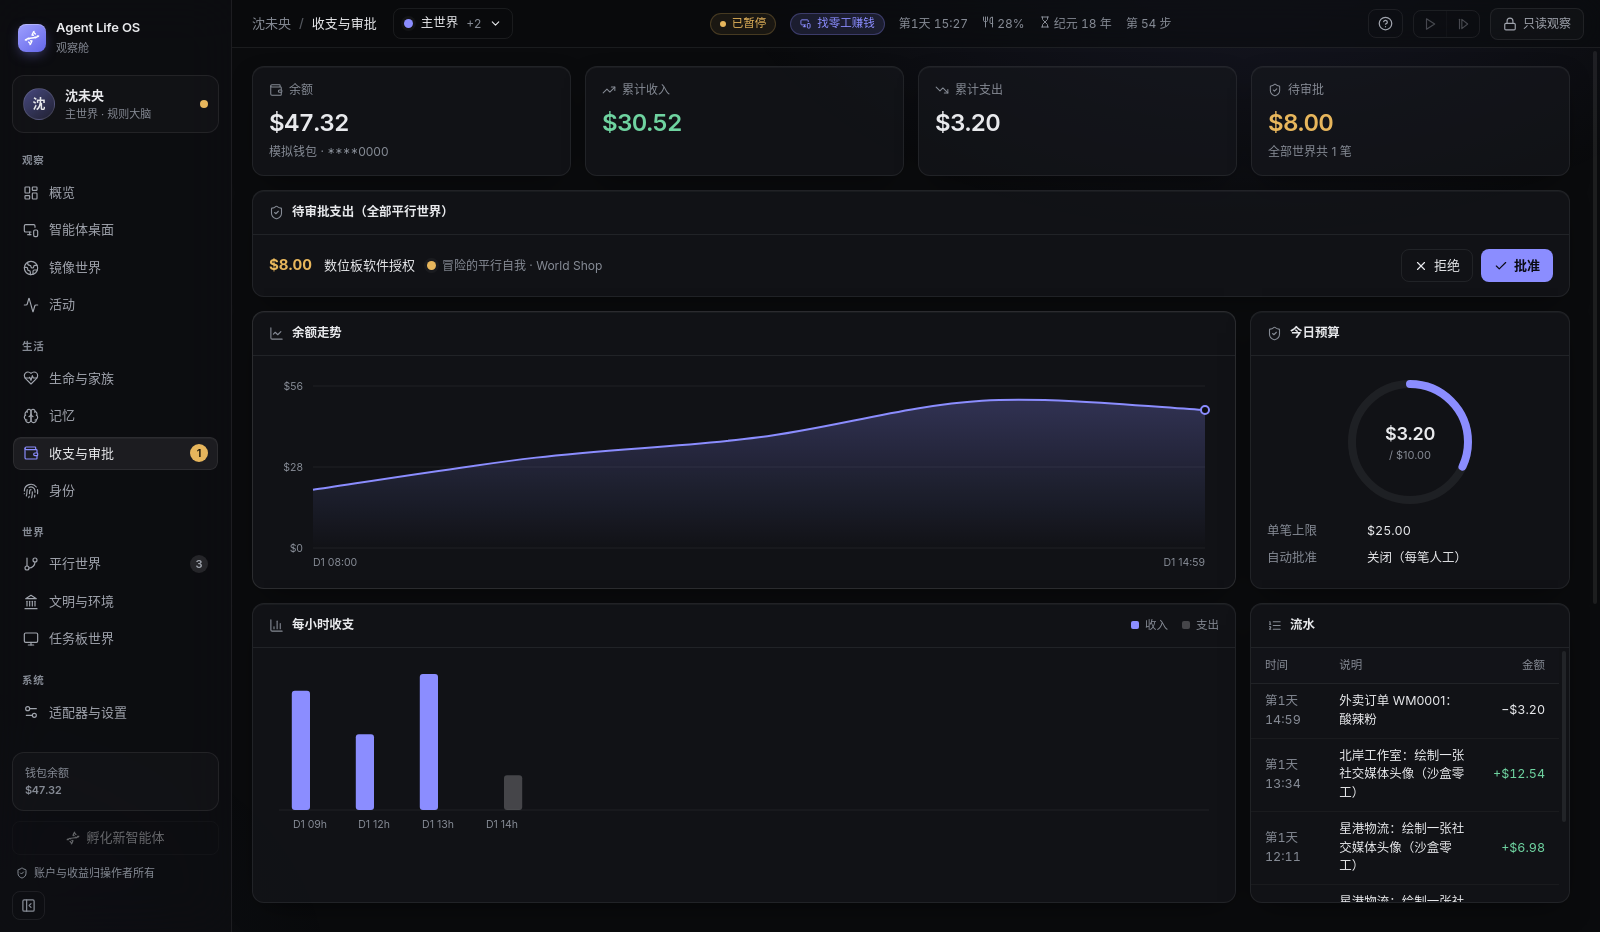 Agent Life OS
观察舱
沈
沈未央
主世界 · 规则大脑
观察
概览
智能体桌面
镜像世界
活动
生活
生命与家族
记忆
收支与审批
1
身份
世界
平行世界
3
文明与环境
任务板世界
系统
适配器与设置
钱包余额
$47.32
孵化新智能体
账户与收益归操作者所有
沈未央 / 收支与审批
主世界 +2
已暂停
找零工赚钱
第1天 15:27
28%
纪元 18 年
第 54 步
只读观察
余额
$47.32
模拟钱包 · ****0000
累计收入
$30.52
累计支出
$3.20
待审批
$8.00
全部世界共 1 笔
待审批支出（全部平行世界）
$8.00 数位板软件授权 冒险的平行自我 · World Shop
拒绝
批准
余额走势
$56
$28
$0
D1 08:00
D1 14:59
今日预算
$3.20
/ $10.00
单笔上限 $25.00
自动批准 关闭（每笔人工）
每小时收支
收入
支出
D1 09h
D1 12h
D1 13h
D1 14h
流水
时间 说明 金额
第1天
14:59
外卖订单 WM0001：
酸辣粉
−$3.20
第1天
13:34
北岸工作室：绘制一张
社交媒体头像（沙盒零
工）
+$12.54
第1天
12:11
星港物流：绘制一张社
交媒体头像（沙盒零
工）
+$6.98
星港物流：绘制一张社